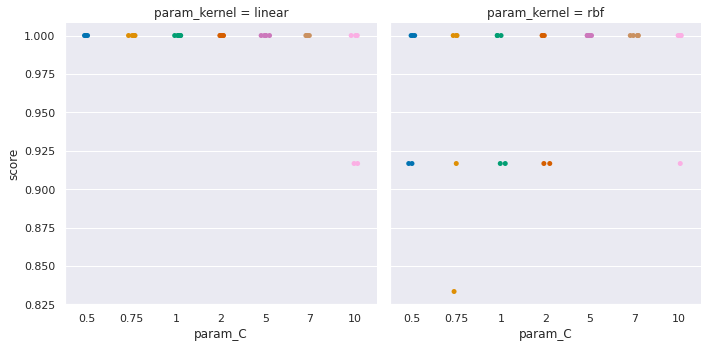 param_kernel = linear
param_kernel = rbf
score
1.000
0.975
0.950
0.925
0.900
0.875
0.850
0.825
0.5 0.75 1 2 5 7 10
0.5 0.75 1 2 5 7 10
param_C
param_C